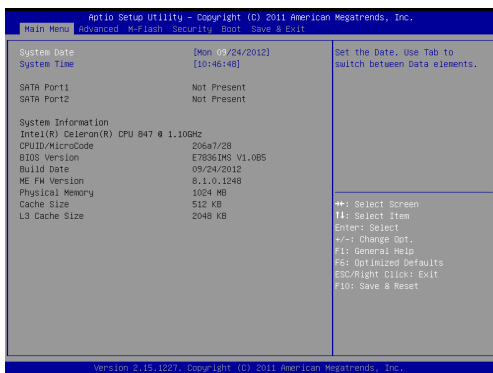 Aptio Setup Utility – Copyright (C) 2011 American Megatrends, Inc.
Main Menu Advanced M-Flash Security Boot Save & Exit
System Date [Mon 09/24/2012]
System Time [10:46:48]
SATA Port1 Not Present
SATA Port2 Not Present
System Information
Intel(R) Celeron(R) CPU 847 @ 1.10GHz
CPUID/MicroCode 206a7/28
BIOS Version E7836IMS V1.0B5
Build Date 09/24/2012
ME FW Version 8.1.0.1248
Physical Memory 1024 MB
Cache Size 512 KB
L3 Cache Size 2048 KB
Set the Date. Use Tab to
switch between Data elements.
→←: Select Screen
↑↓: Select Item
Enter: Select
+/-: Change Opt.
F1: General Help
F6: Optimized Defaults
ESC/Right Click: Exit
F10: Save & Reset
Version 2.15.1227. Copyright (C) 2011 American Megatrends, Inc.